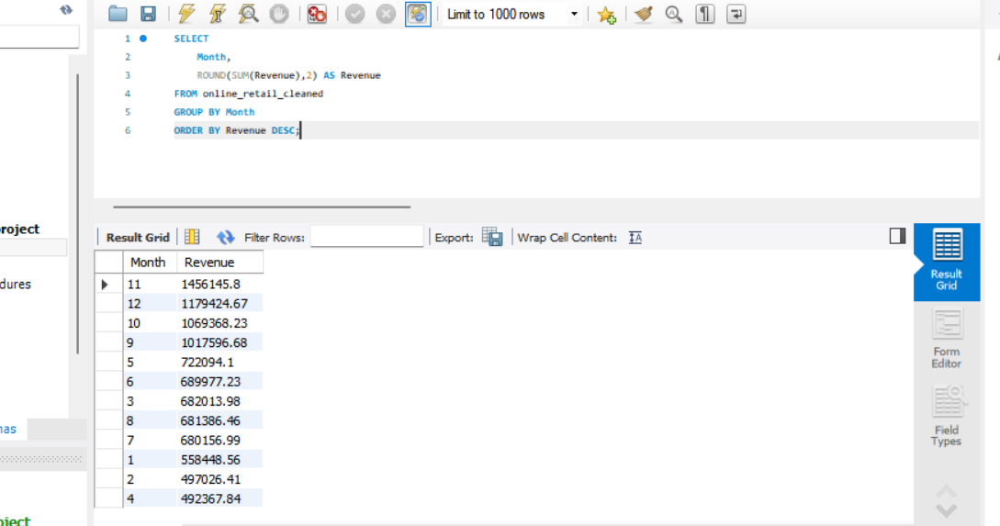 Limit to 1000 rows
1 SELECT
2 Month,
3 ROUND(SUM(Revenue),2) AS Revenue
4 FROM online_retail_cleaned
5 GROUP BY Month
6 ORDER BY Revenue DESC;
roject
dures
nas
oject
Result Grid Filter Rows: Export: Wrap Cell Content: IA
Month Revenue
11 1456145.8
12 1179424.67
10 1069368.23
9 1017596.68
5 722094.1
6 689977.23
3 682013.98
8 681386.46
7 680156.99
1 558448.56
2 497026.41
4 492367.84
Result
Grid
Form
Editor
Field
Types